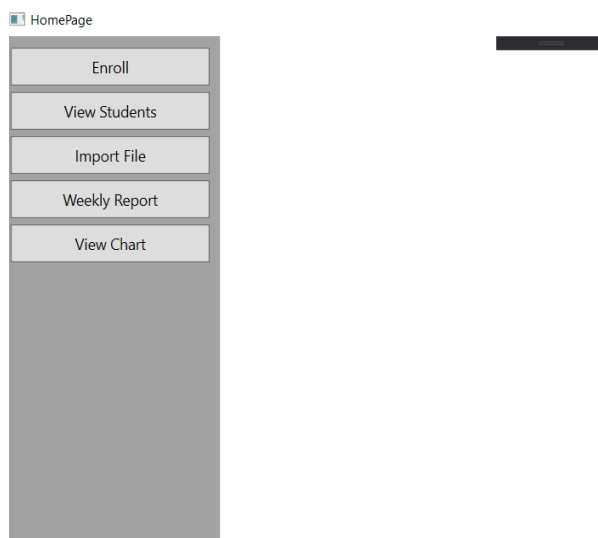 HomePage
Enroll
View Students
Import File
Weekly Report
View Chart